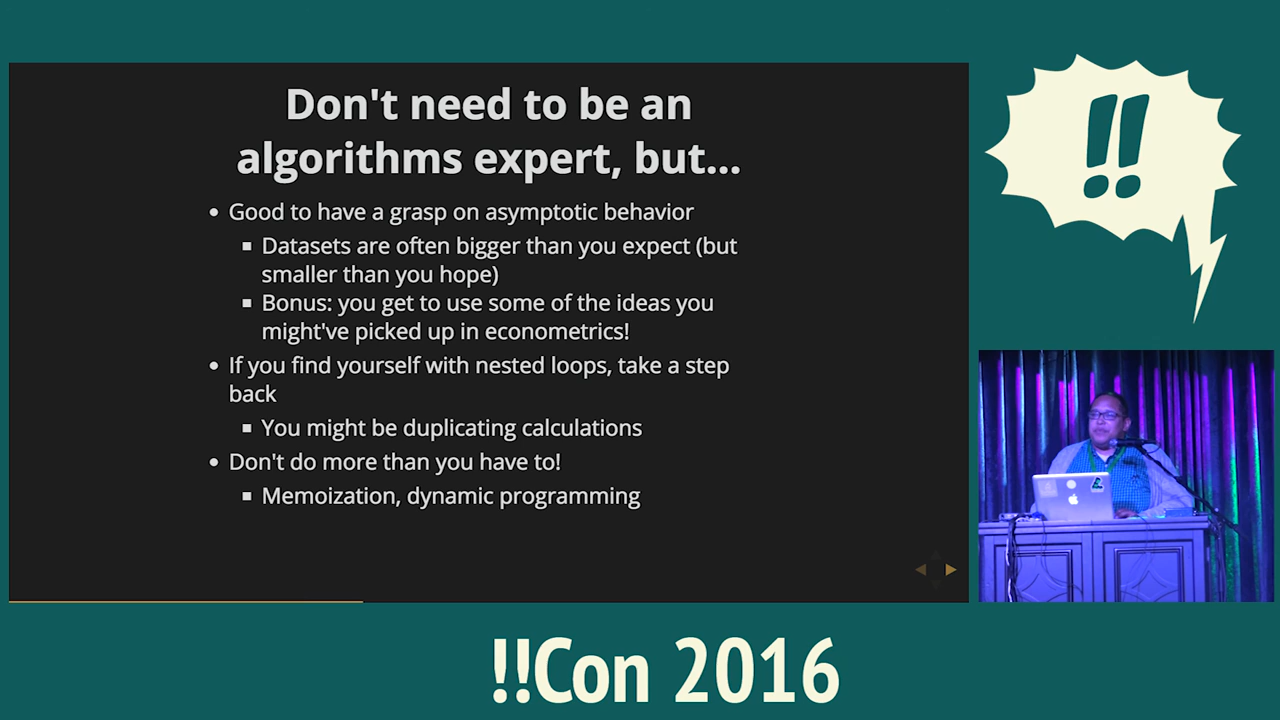 Don't need to be an
algorithms expert, but...
• Good to have a grasp on asymptotic behavior
▪ Datasets are often bigger than you expect (but
smaller than you hope)
▪ Bonus: you get to use some of the ideas you
might've picked up in econometrics!
• If you find yourself with nested loops, take a step
back
▪ You might be duplicating calculations
• Don't do more than you have to!
▪ Memoization, dynamic programming
!!
!!Con 2016